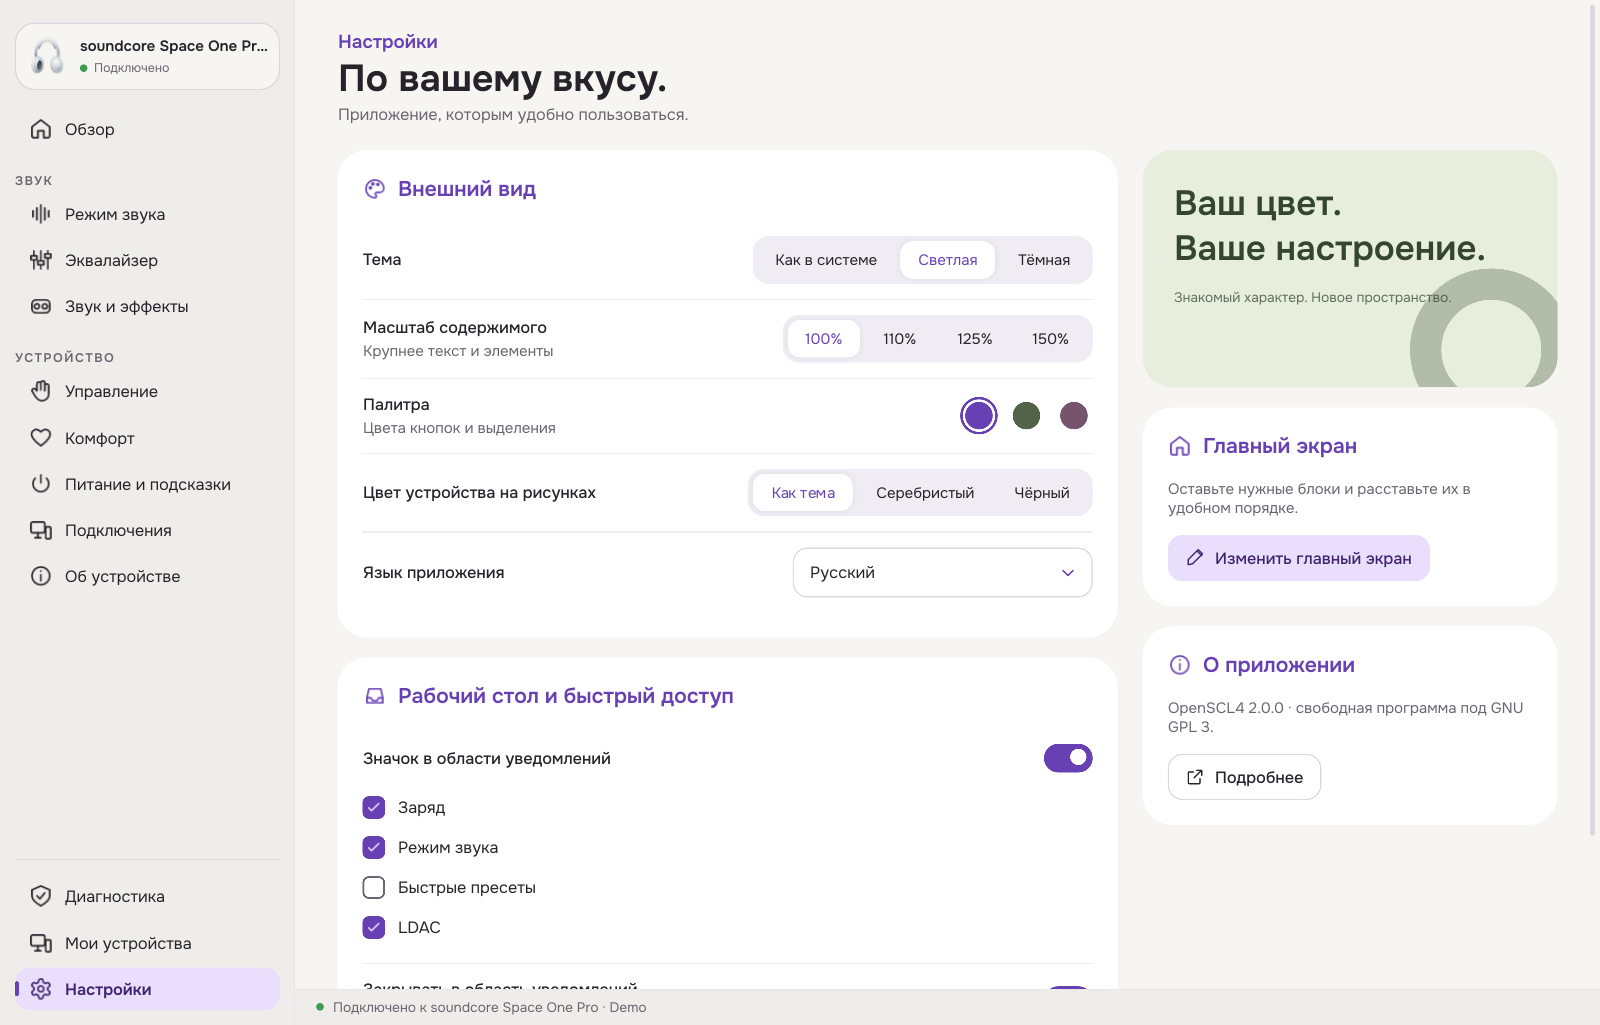 soundcore Space One Pr...
Подключено
Обзор
ЗВУК
Режим звука
Эквалайзер
Звук и эффекты
УСТРОЙСТВО
Управление
Комфорт
Питание и подсказки
Подключения
Об устройстве
Диагностика
Мои устройства
Настройки
Настройки
По вашему вкусу.
Приложение, которым удобно пользоваться.
Внешний вид
Тема
Как в системе
Светлая
Тёмная
Масштаб содержимого
Крупнее текст и элементы
100%
110%
125%
150%
Палитра
Цвета кнопок и выделения
Цвет устройства на рисунках
Как тема
Серебристый
Чёрный
Язык приложения
Русский
Рабочий стол и быстрый доступ
Значок в области уведомлений
Заряд
Режим звука
Быстрые пресеты
LDAC
Закрывать в область уведомлений
Ваш цвет.
Ваше настроение.
Знакомый характер. Новое пространство.
Главный экран
Оставьте нужные блоки и расставьте их в
удобном порядке.
Изменить главный экран
О приложении
OpenSCL4 2.0.0 · свободная программа под GNU
GPL 3.
Подробнее
Подключено к soundcore Space One Pro · Demo